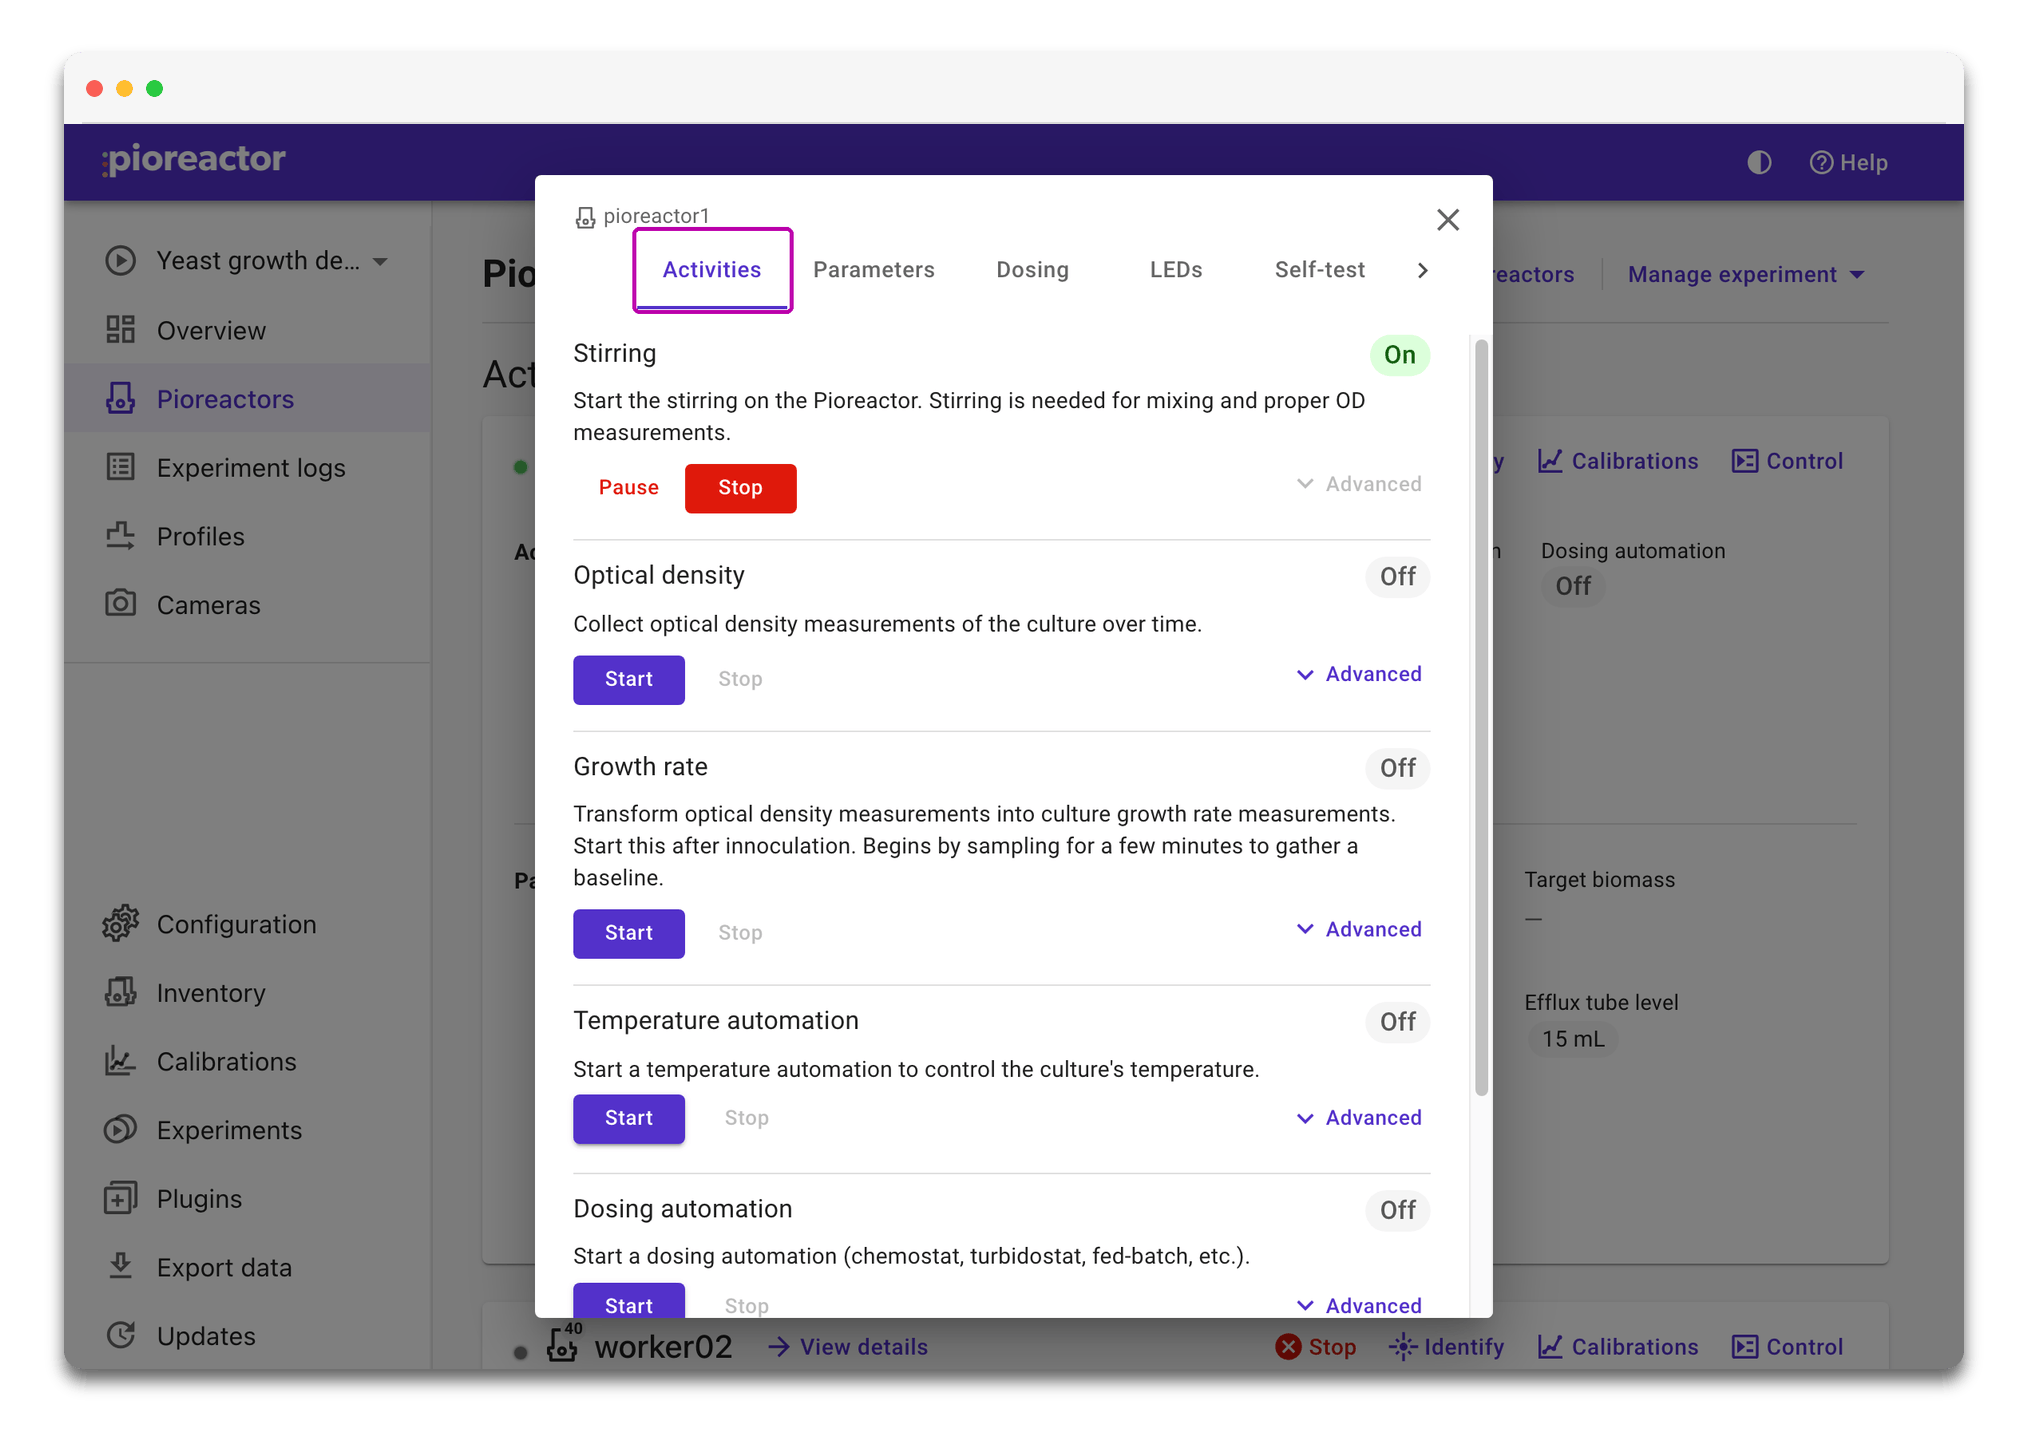 pioreactor
Help
Yeast growth de...
Overview
Pioreactors
Experiment logs
Profiles
Cameras
Configuration
Inventory
Calibrations
Experiments
Plugins
Export data
Updates
Manage experiment
pioreactor1
Activities Parameters Dosing LEDs Self-test
Stirring On
Start the stirring on the Pioreactor. Stirring is needed for mixing and proper OD
measurements.
Pause Stop Advanced
Optical density Off
Collect optical density measurements of the culture over time.
Start Stop Advanced
Growth rate Off
Transform optical density measurements into culture growth rate measurements.
Start this after innoculation. Begins by sampling for a few minutes to gather a
baseline.
Start Stop Advanced
Temperature automation Off
Start a temperature automation to control the culture's temperature.
Start Stop Advanced
Dosing automation Off
Start a dosing automation (chemostat, turbidostat, fed-batch, etc.).
Start Stop Advanced
Calibrations Control
Dosing automation
Off
Target biomass
—
Efflux tube level
15 mL
40
worker02 View details Stop Identify Calibrations Control